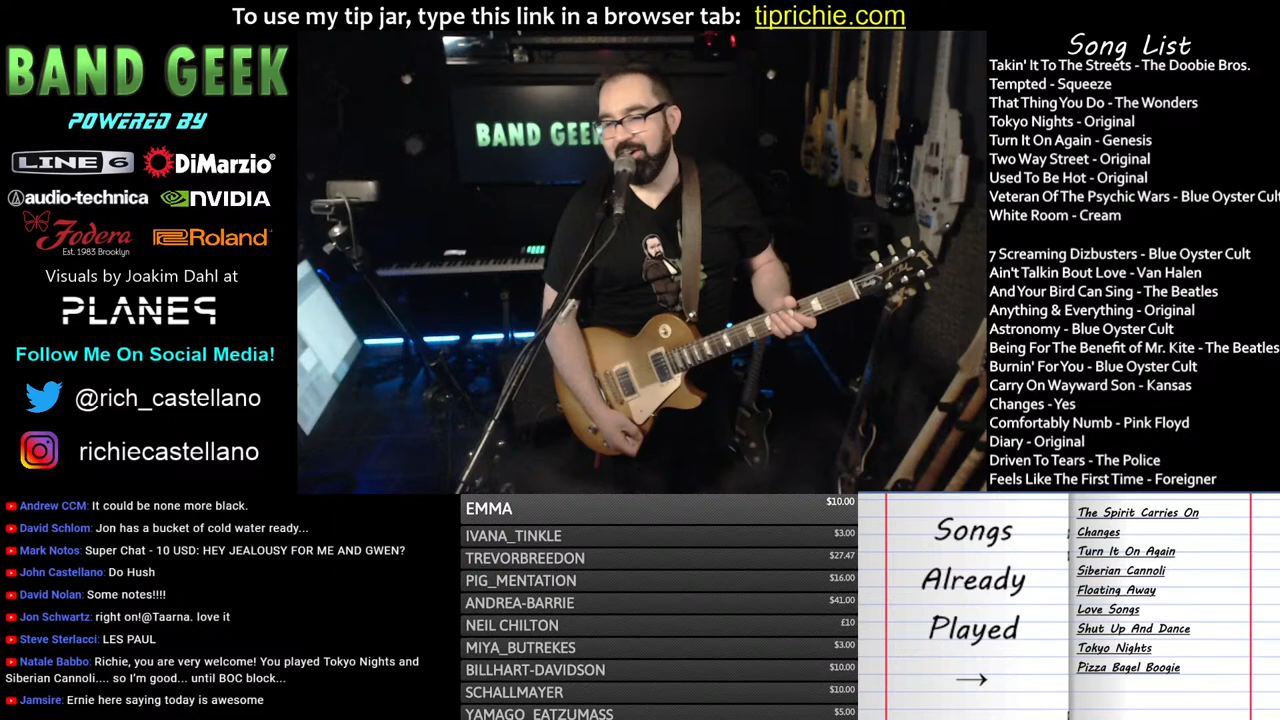 To use my tip jar, type this link in a browser tab: tiprichie.com
BAND GEEK
POWERED BY
LINE 6
DiMarzio®
audio-technica
NVIDIA
Fodera
Est. 1983 Brooklyn
Roland
Visuals by Joakim Dahl at
PLANE9
Follow Me On Social Media!
@rich_castellano
richiecastellano
BAND GEEK
Song List
Takin' It To The Streets - The Doobie Bros.
Tempted - Squeeze
That Thing You Do - The Wonders
Tokyo Nights - Original
Turn It On Again - Genesis
Two Way Street - Original
Used To Be Hot - Original
Veteran Of The Psychic Wars - Blue Oyster Cult
White Room - Cream
7 Screaming Dizbusters - Blue Oyster Cult
Ain't Talkin Bout Love - Van Halen
And Your Bird Can Sing - The Beatles
Anything & Everything - Original
Astronomy - Blue Oyster Cult
Being For The Benefit of Mr. Kite - The Beatles
Burnin' For You - Blue Oyster Cult
Carry On Wayward Son - Kansas
Changes - Yes
Comfortably Numb - Pink Floyd
Diary - Original
Driven To Tears - The Police
Feels Like The First Time - Foreigner
Andrew CCM: It could be none more black.
David Schlom: Jon has a bucket of cold water ready...
Mark Notos: Super Chat - 10 USD: HEY JEALOUSY FOR ME AND GWEN?
John Castellano: Do Hush
David Nolan: Some notes!!!!
Jon Schwartz: right on!@Taarna. love it
Steve Sterlacci: LES PAUL
Natale Babbo: Richie, you are very welcome! You played Tokyo Nights and
Siberian Cannoli.... so I'm good... until BOC block...
Jamsire: Ernie here saying today is awesome
EMMA $10.00
IVANA_TINKLE $3.00
TREVORBREEDON $27.47
PIG_MENTATION $16.00
ANDREA-BARRIE $41.00
NEIL CHILTON £10
MIYA_BUTREKES $3.00
BILLHART-DAVIDSON $10.00
SCHALLMAYER $10.00
YAMAGO_EATZUMASS $5.00
Songs
Already
Played
→
The Spirit Carries On
Changes
Turn It On Again
Siberian Cannoli
Floating Away
Love Songs
Shut Up And Dance
Tokyo Nights
Pizza Bagel Boogie